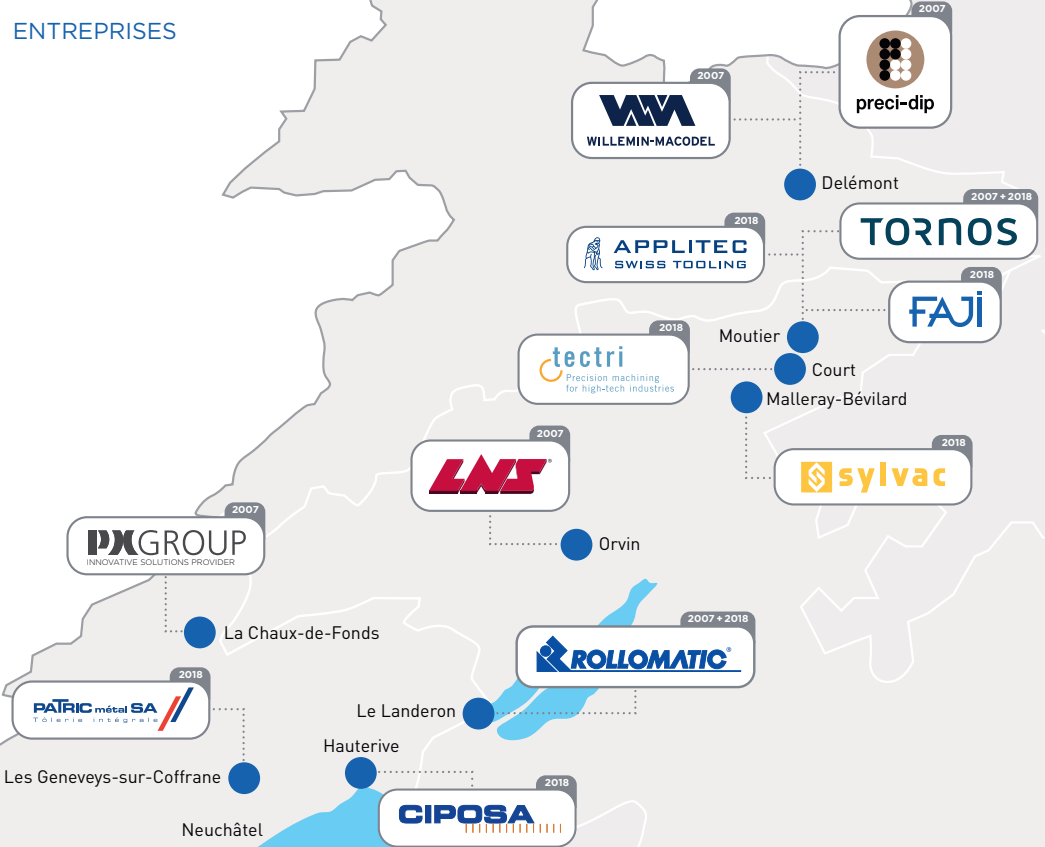 ENTREPRISES
2007
preci-dip
2007
WILLEMIN-MACODEL
Delémont
2007 + 2018
TORNOS
2018
APPLITEC
SWISS TOOLING
2018
FAJI
Moutier
2018
tectri
Precision machining
for high-tech industries
Court
Malleray-Bévilard
2007
LNS®
2018
sylvac
2007
PX GROUP
INNOVATIVE SOLUTIONS PROVIDER
Orvin
La Chaux-de-Fonds
2007 + 2018
ROLLOMATIC®
2018
PATRIC métal SA
Tôlerie intégrale
Le Landeron
Hauterive
Les Geneveys-sur-Coffrane
2018
CIPOSA
Neuchâtel